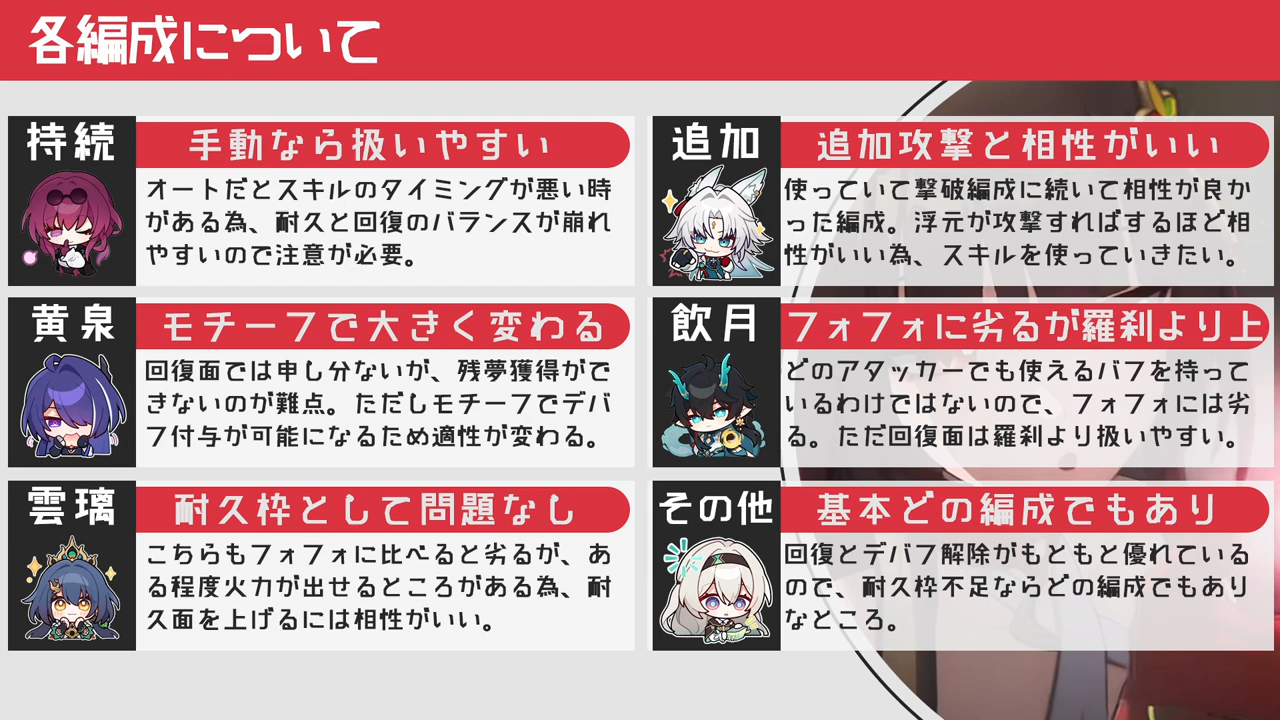 各編成について
持続
手動なら扱いやすい
オートだとスキルのタイミングが悪い時
がある為、耐久と回復のバランスが崩れ
やすいので注意が必要。
追加
追加攻撃と相性がいい
使っていて撃破編成に続いて相性が良か
った編成。浮元が攻撃すればするほど相
性がいい為、スキルを使っていきたい。
黄泉
モチーフで大きく変わる
回復面では申し分ないが、残夢獲得がで
きないのが難点。ただしモチーフでデバ
フ付与が可能になるため適性が変わる。
飲月
フォフォに劣るが羅刹より上
どのアタッカーでも使えるバフを持って
いるわけではないので、フォフォには劣
る。ただ回復面は羅刹より扱いやすい。
雲璃
耐久枠として問題なし
こちらもフォフォに比べると劣るが、あ
る程度火力が出せるところがある為、耐
久面を上げるには相性がいい。
その他
基本どの編成でもあり
回復とデバフ解除がもともと優れている
ので、耐久枠不足ならどの編成でもあり
なところ。